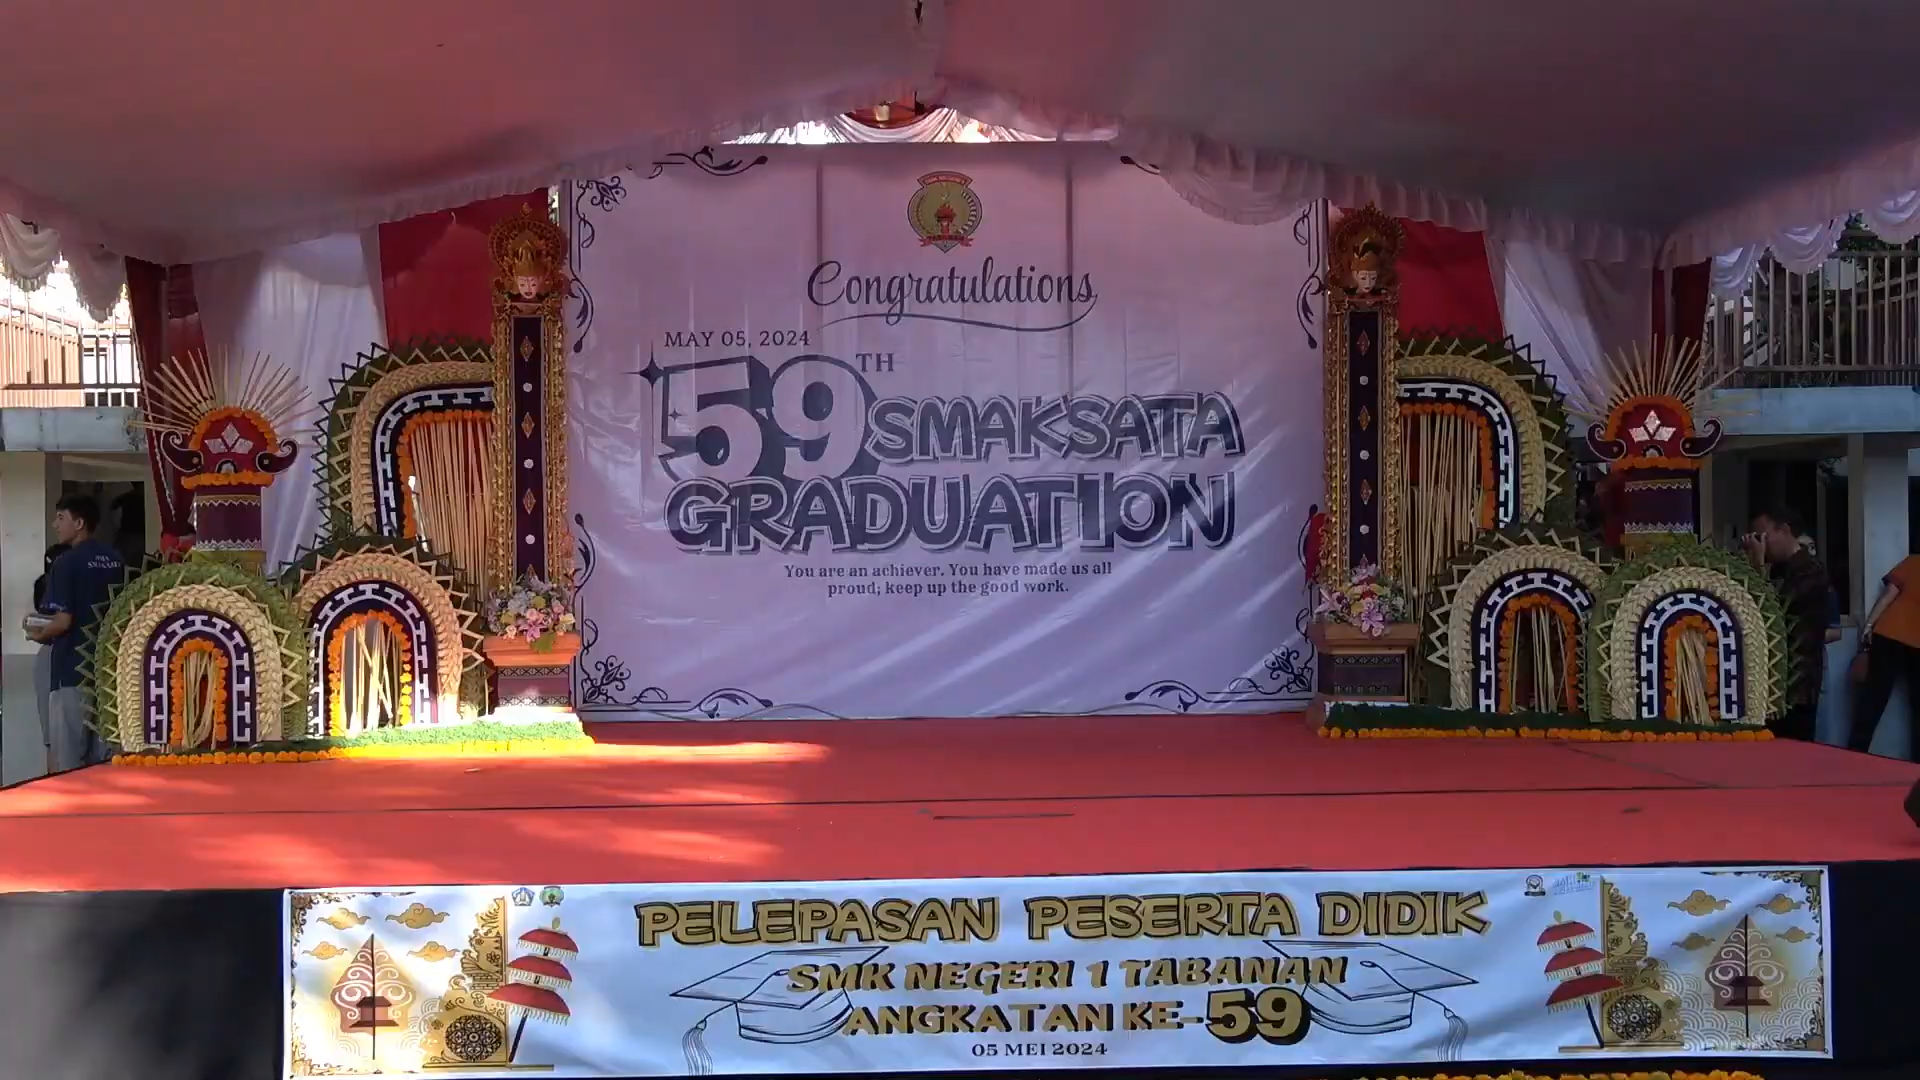 Congratulations
MAY 05, 2024
59TH SMAKSATA
GRADUATION
You are an achiever. You have made us all
proud; keep up the good work.
PELEPASAN PESERTA DIDIK
SMK NEGERI 1 TABANAN
ANGKATAN KE-59
05 MEI 2024